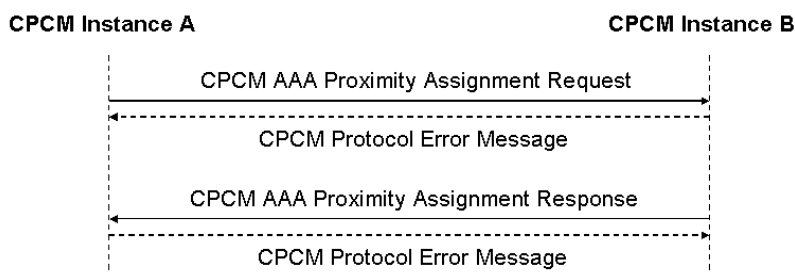 CPCM Instance A
CPCM Instance B
CPCM AAA Proximity Assignment Request
CPCM Protocol Error Message
CPCM AAA Proximity Assignment Response
CPCM Protocol Error Message